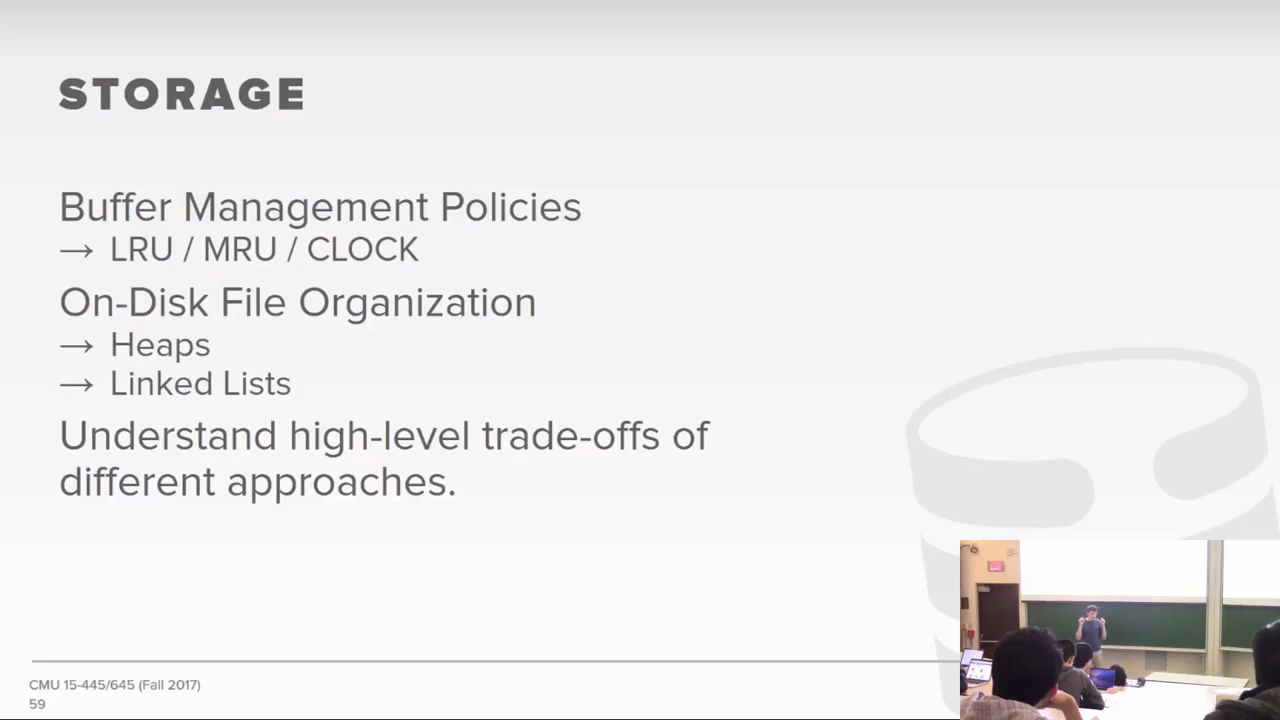 STORAGE
Buffer Management Policies
→ LRU / MRU / CLOCK
On-Disk File Organization
→ Heaps
→ Linked Lists
Understand high-level trade-offs of
different approaches.
CMU 15-445/645 (Fall 2017)
59